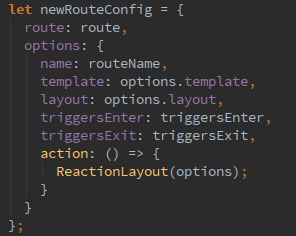 let newRouteConfig = {
  route: route,
  options: {
    name: routeName,
    template: options.template,
    layout: options.layout,
    triggersEnter: triggersEnter,
    triggersExit: triggersExit,
    action: () => {
      ReactionLayout(options);
    }
  }
};